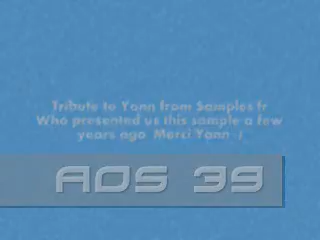 Tribute to Yann from Samples fr
Who presented us this sample a few
years ago Merci Yann :)
AOS 39